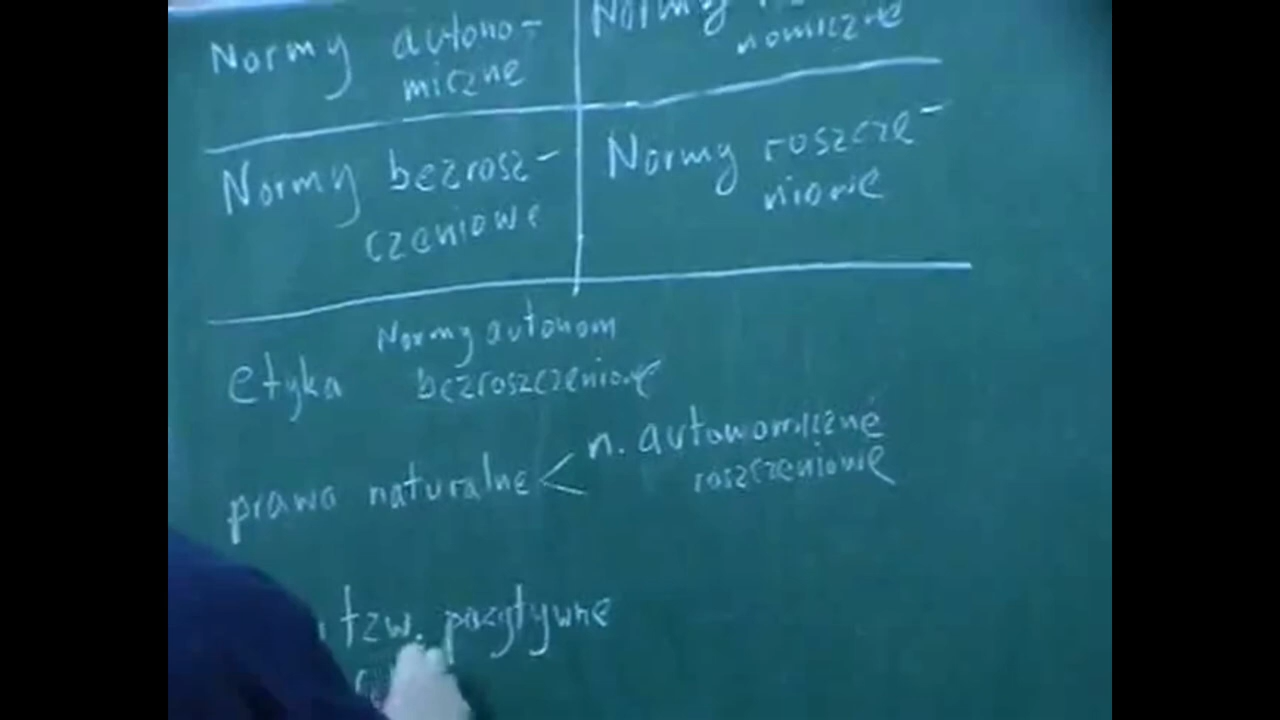 Normy autono-
miczne
Normy
nomiczne
Normy bezrosz-
czeniowe
Normy roszcze-
niowe
etyka
Normy autonom
bezroszczeniowe
prawo naturalne <
n. autonomiczne
roszczeniowe
tzw. pozytywne